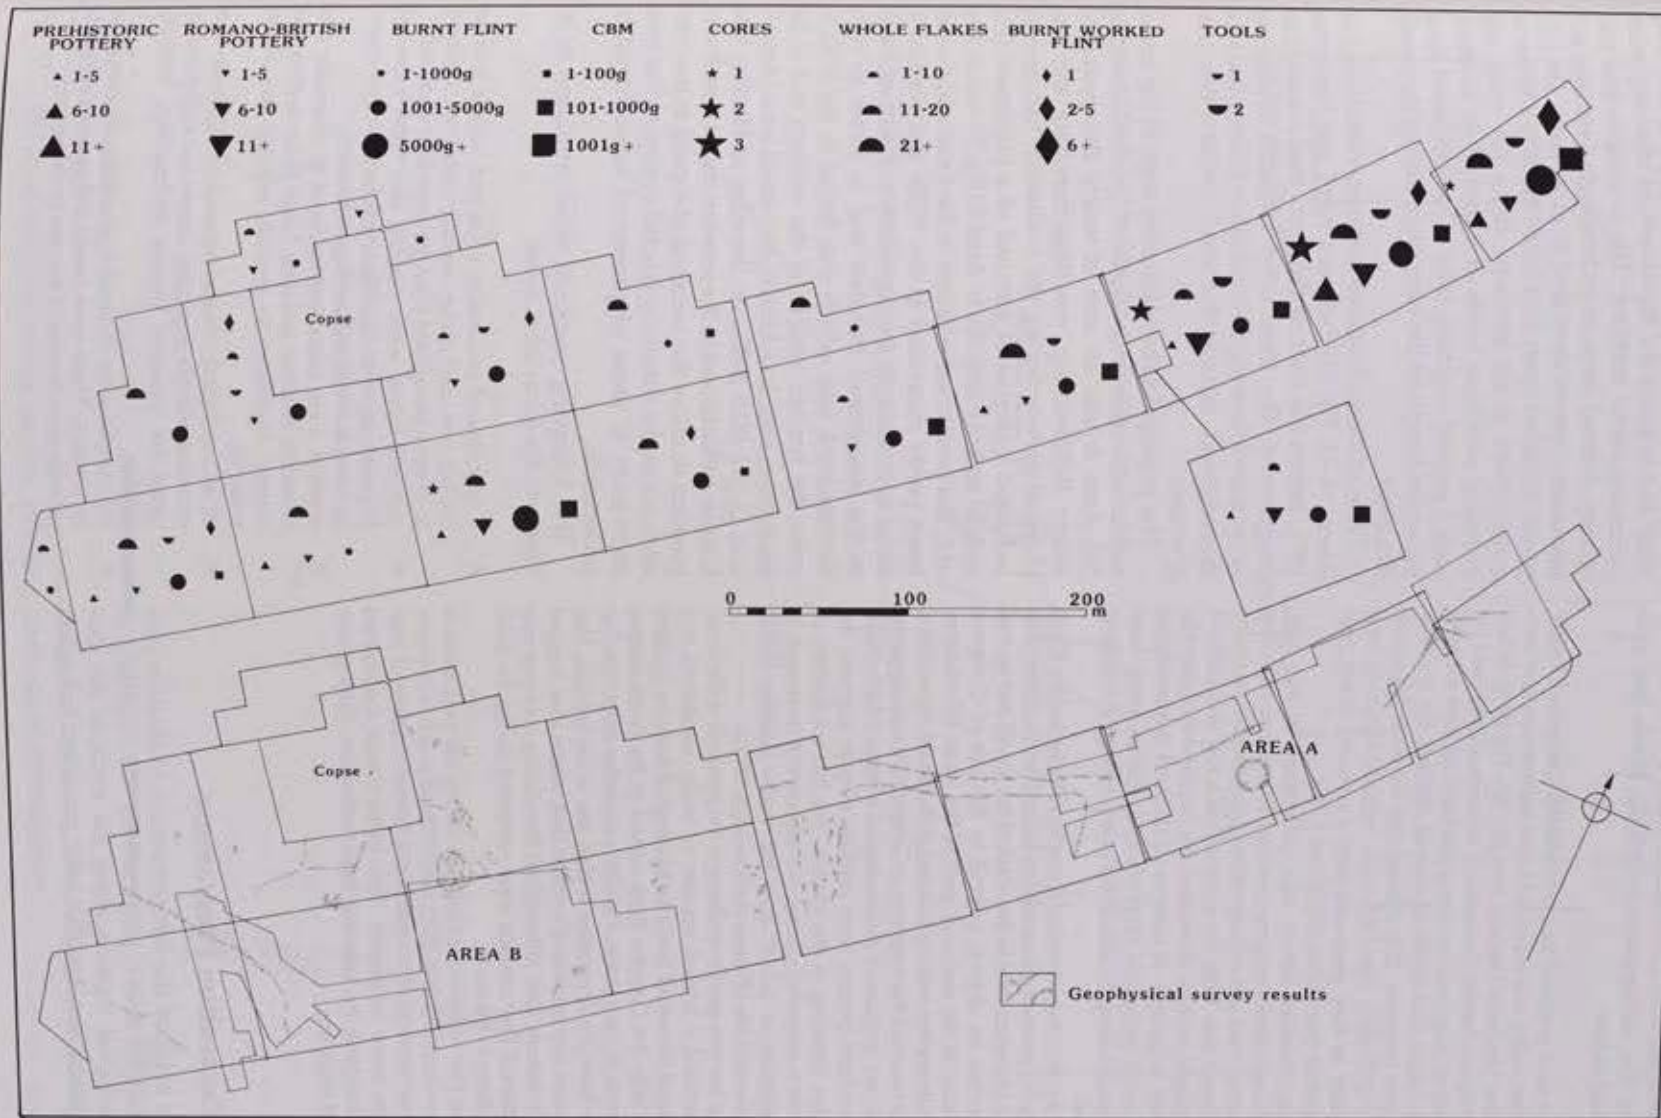 PREHISTORIC POTTERY
ROMANO-BRITISH POTTERY
BURNT FLINT
CBM
CORES
WHOLE FLAKES
BURNT WORKED FLINT
TOOLS
1-5
1-5
1-1000g
1-100g
1
1-10
1
1
6-10
6-10
1001-5000g
101-1000g
2
11-20
2-5
2
11+
11+
5000g+
1001g+
3
21+
6+
Copse
0
100
200
m
Copse
AREA A
AREA B
Geophysical survey results